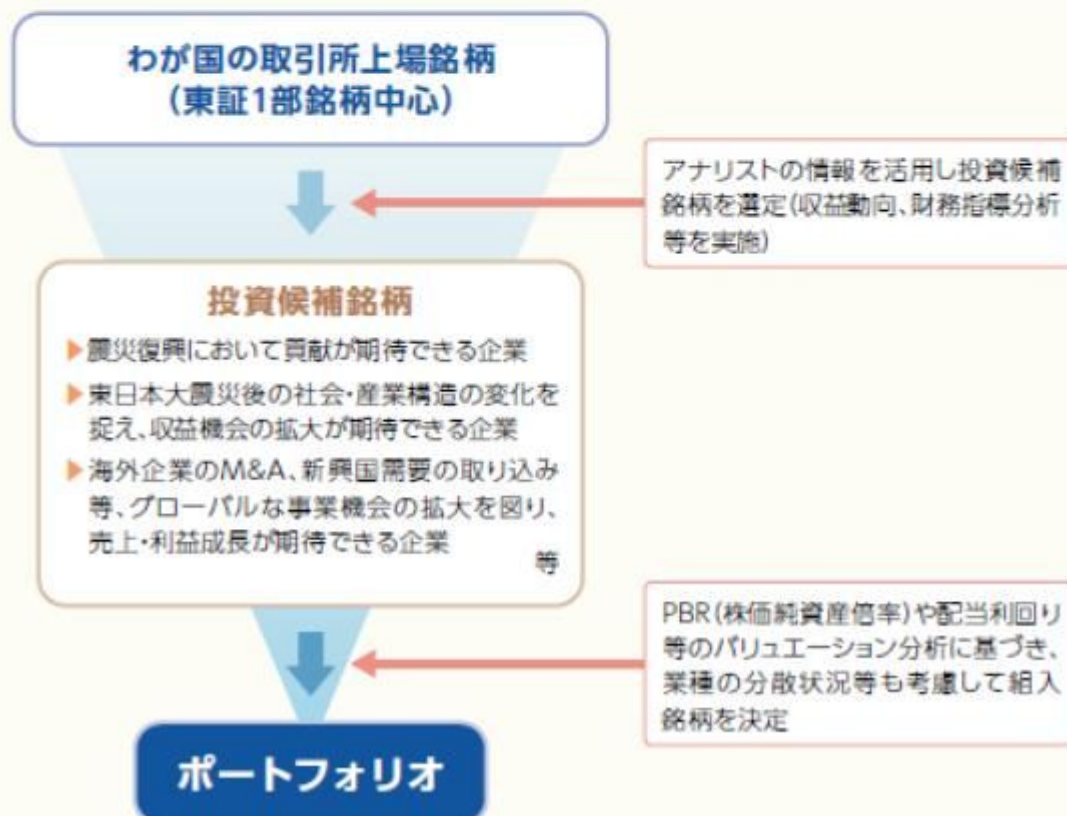 わが国の取引所上場銘柄
（東証1部銘柄中心）
アナリストの情報を活用し投資候補
銘柄を選定（収益動向、財務指標分析
等を実施）
投資候補銘柄
▶震災復興において貢献が期待できる企業
▶東日本大震災後の社会・産業構造の変化を
捉え、収益機会の拡大が期待できる企業
▶海外企業のM&A、新興国需要の取り込み
等、グローバルな事業機会の拡大を図り、
売上・利益成長が期待できる企業
等
PBR（株価純資産倍率）や配当利回り
等のバリュエーション分析に基づき、
業種の分散状況等も考慮して組入
銘柄を決定
ポートフォリオ